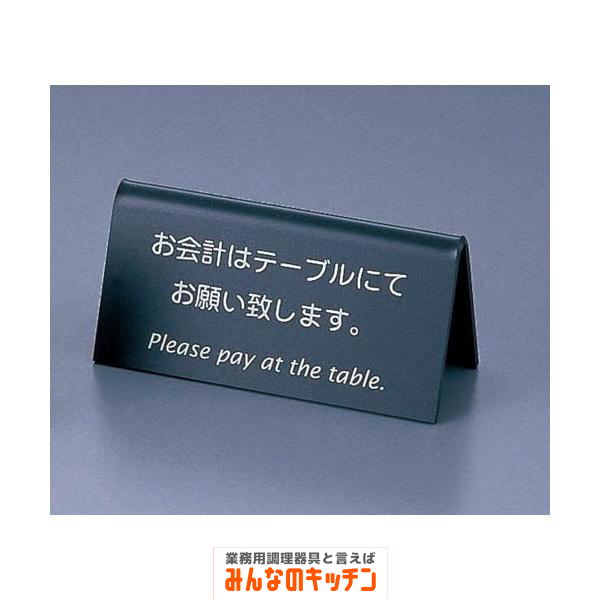 お会計はテーブルにて
お願い致します。
Please pay at the table.
業務用調理器具と言えば
みんなのキッチン